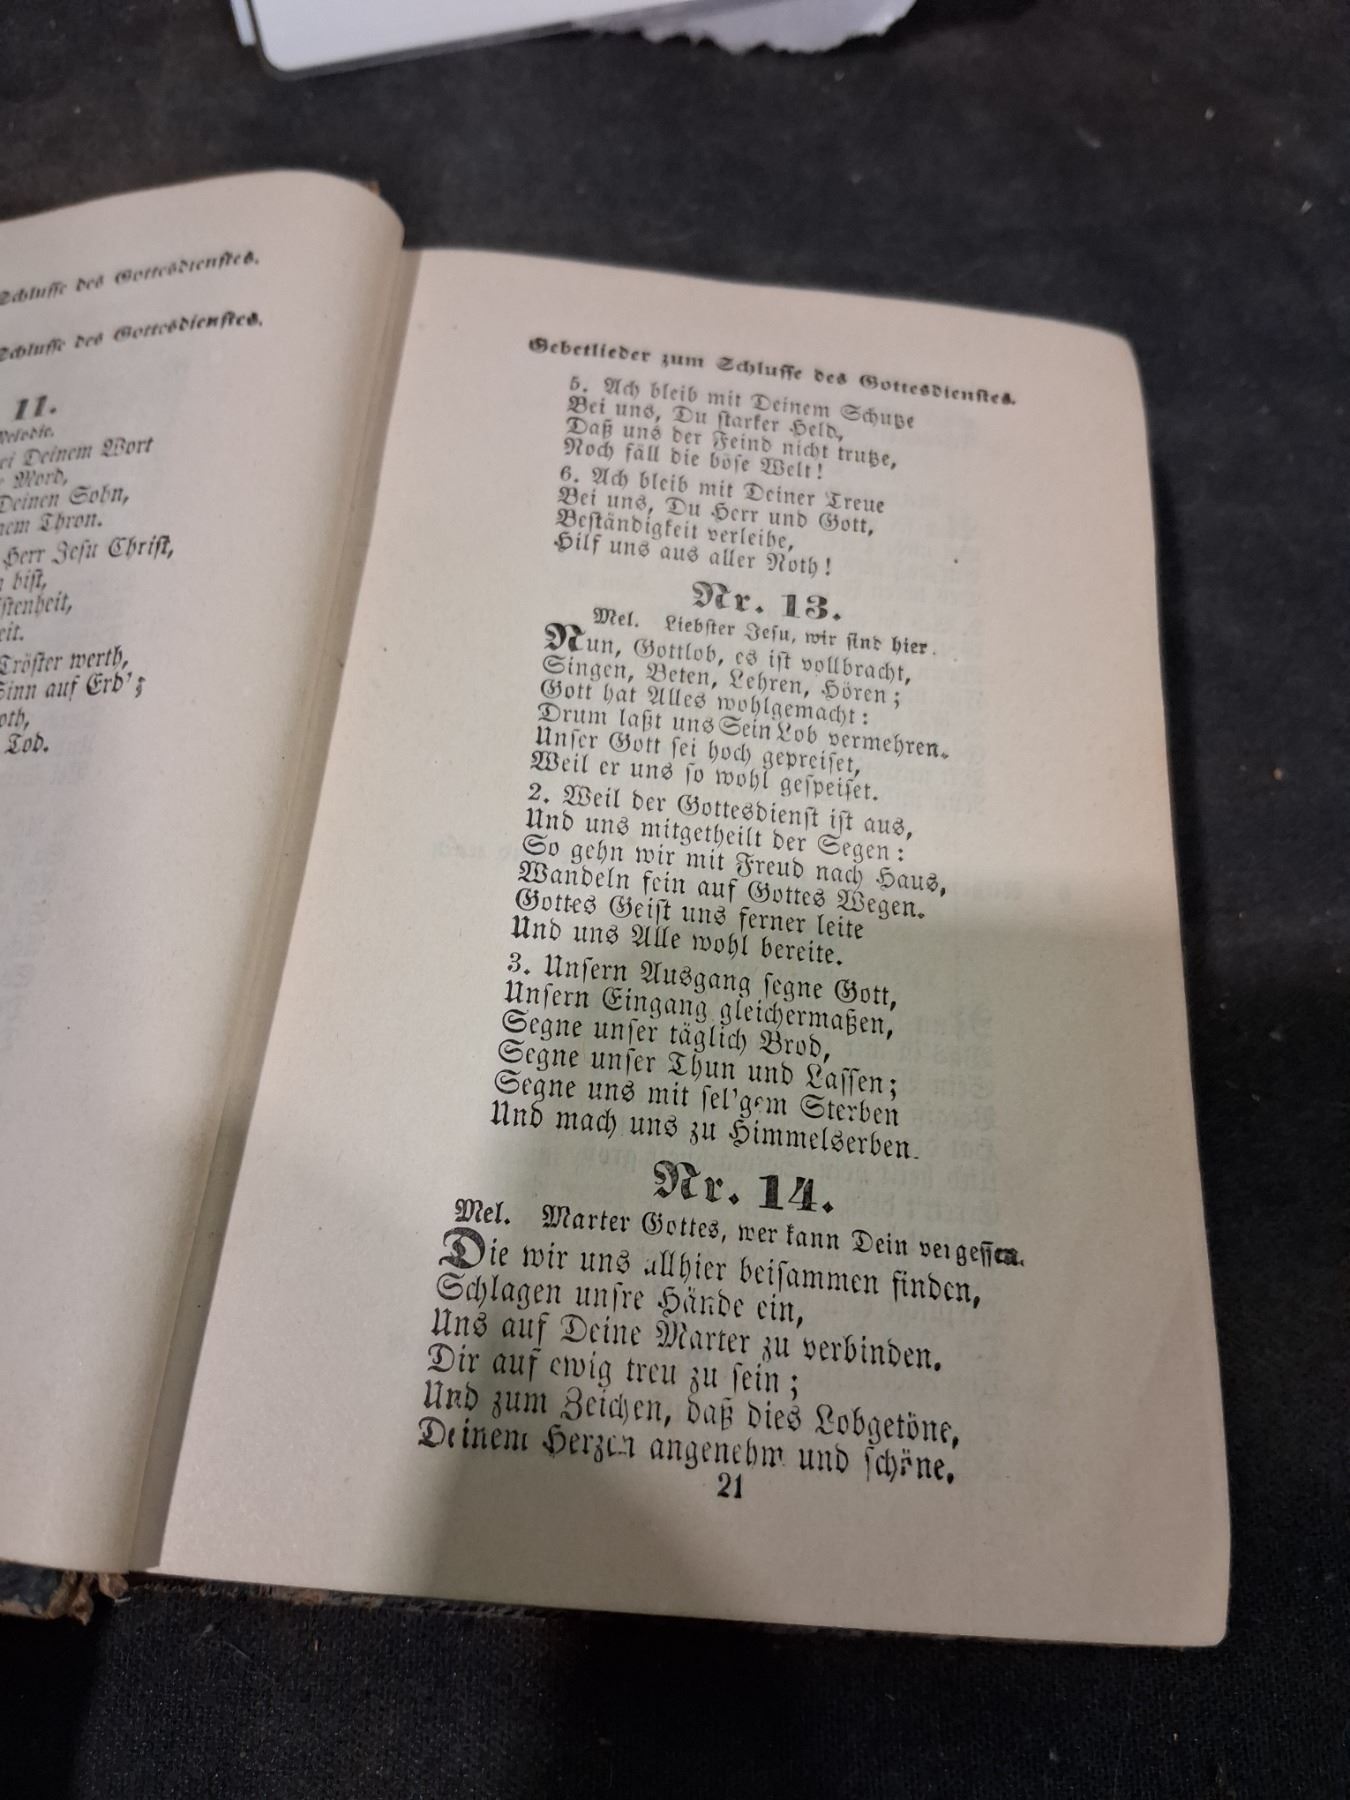 Schlusse des Gottesdienstes.
Schlusse des Gottesdienstes.
11.
Melodie.
Deinem Wort
Mord,
Deinen Sohn,
Thron.
Herr Jesu Christ,
bist,
eit.
Tröster werth,
Sinn auf Erd';
Tod.
Gebetlieder zum Schlusse des Gottesdienstes.
5. Ach bleib mit Deinem Schutze
Bei uns, Du starker Held,
Daß uns der Feind nicht trutze,
Noch fäll die böse Welt!
6. Ach bleib mit Deiner Treue
Bei uns, Du Herr und Gott,
Beständigkeit verleihe,
Hilf uns aus aller Noth!
Nr. 13.
Mel. Liebster Jesu, wir sind hier.
Nun, Gottlob, es ist vollbracht,
Singen, Beten, Lehren, Hören;
Gott hat Alles wohlgemacht:
Drum laßt uns Sein Lob vermehren.
Unser Gott sei hoch gepreiset,
Weil er uns so wohl gespeiset.
2. Weil der Gottesdienst ist aus,
Und uns mitgetheilt der Segen:
So gehn wir mit Freud nach Haus,
Wandeln fein auf Gottes Wegen.
Gottes Geist uns ferner leite
Und uns Alle wohl bereite.
3. Unsern Ausgang segne Gott,
Unsern Eingang gleichermaßen,
Segne unser täglich Brod,
Segne unser Thun und Lassen;
Segne uns mit sel'gem Sterben
Und mach uns zu Himmelserben.
Nr. 14.
Mel. Marter Gottes, wer kann Dein vergessen.
Die wir uns allhier beisammen finden,
Schlagen unsre Hände ein,
Uns auf Deine Marter zu verbinden.
Dir auf ewig treu zu sein;
Und zum Zeichen, daß dies Lobgetöne,
Deinem Herzen angenehm und schöne.
21